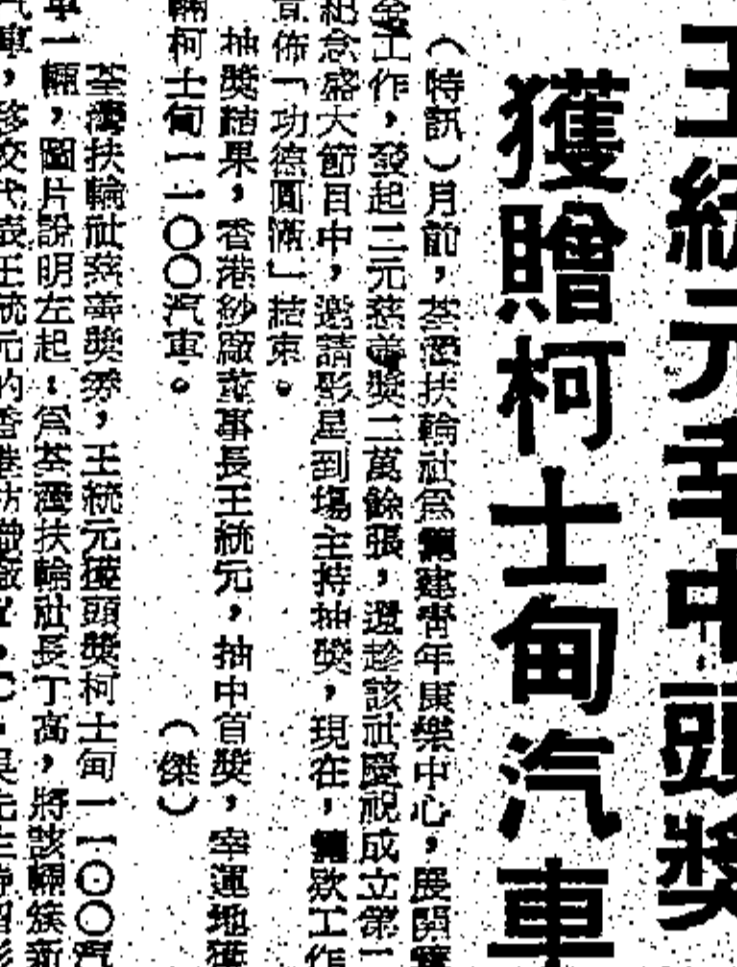 王統元幸中頭獎
獲贈柯士甸汽車
（特訊）月前，荃灣扶輪社爲籌建青年康樂中心，展開籌
金工作，發起二元慈善獎二萬餘張，還趁該社慶祝成立第一
紀念盛大節目中，邀請影星到場主持抽獎，現在，籌欵工作
宣佈「功德圓滿」結束。
抽獎結果，香港紗廠董事長王統元，抽中首獎，幸運地獲
輛柯士甸一一〇〇汽車。（傑）
荃灣扶輪社慈善獎券，王統元獲頭獎柯士甸一一〇〇汽
車一輛，圖片說明左起：爲荃灣扶輪社長丁高，將該輛簇新
汽車，移交代表王統元的香港紡織廠